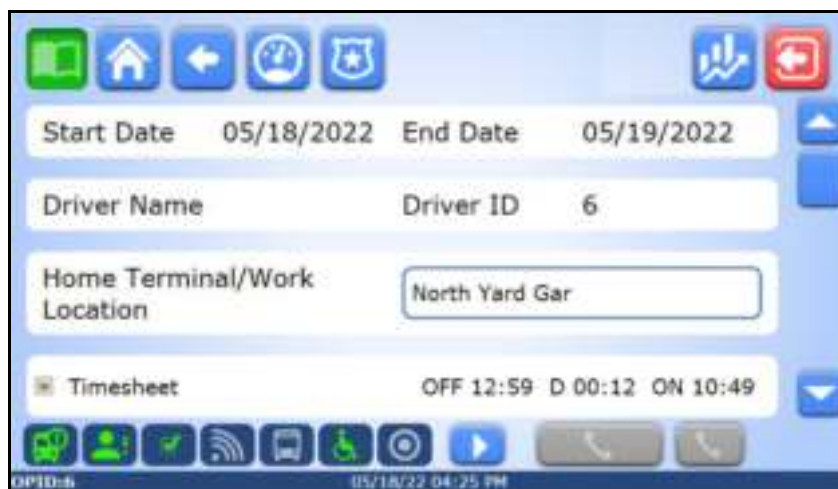 Start Date 05/18/2022 End Date 05/19/2022
Driver Name Driver ID 6
Home Terminal/Work
Location
North Yard Gar
Timesheet OFF 12:59 D 00:12 ON 10:49
OPID:6 05/18/22 04:25 PM